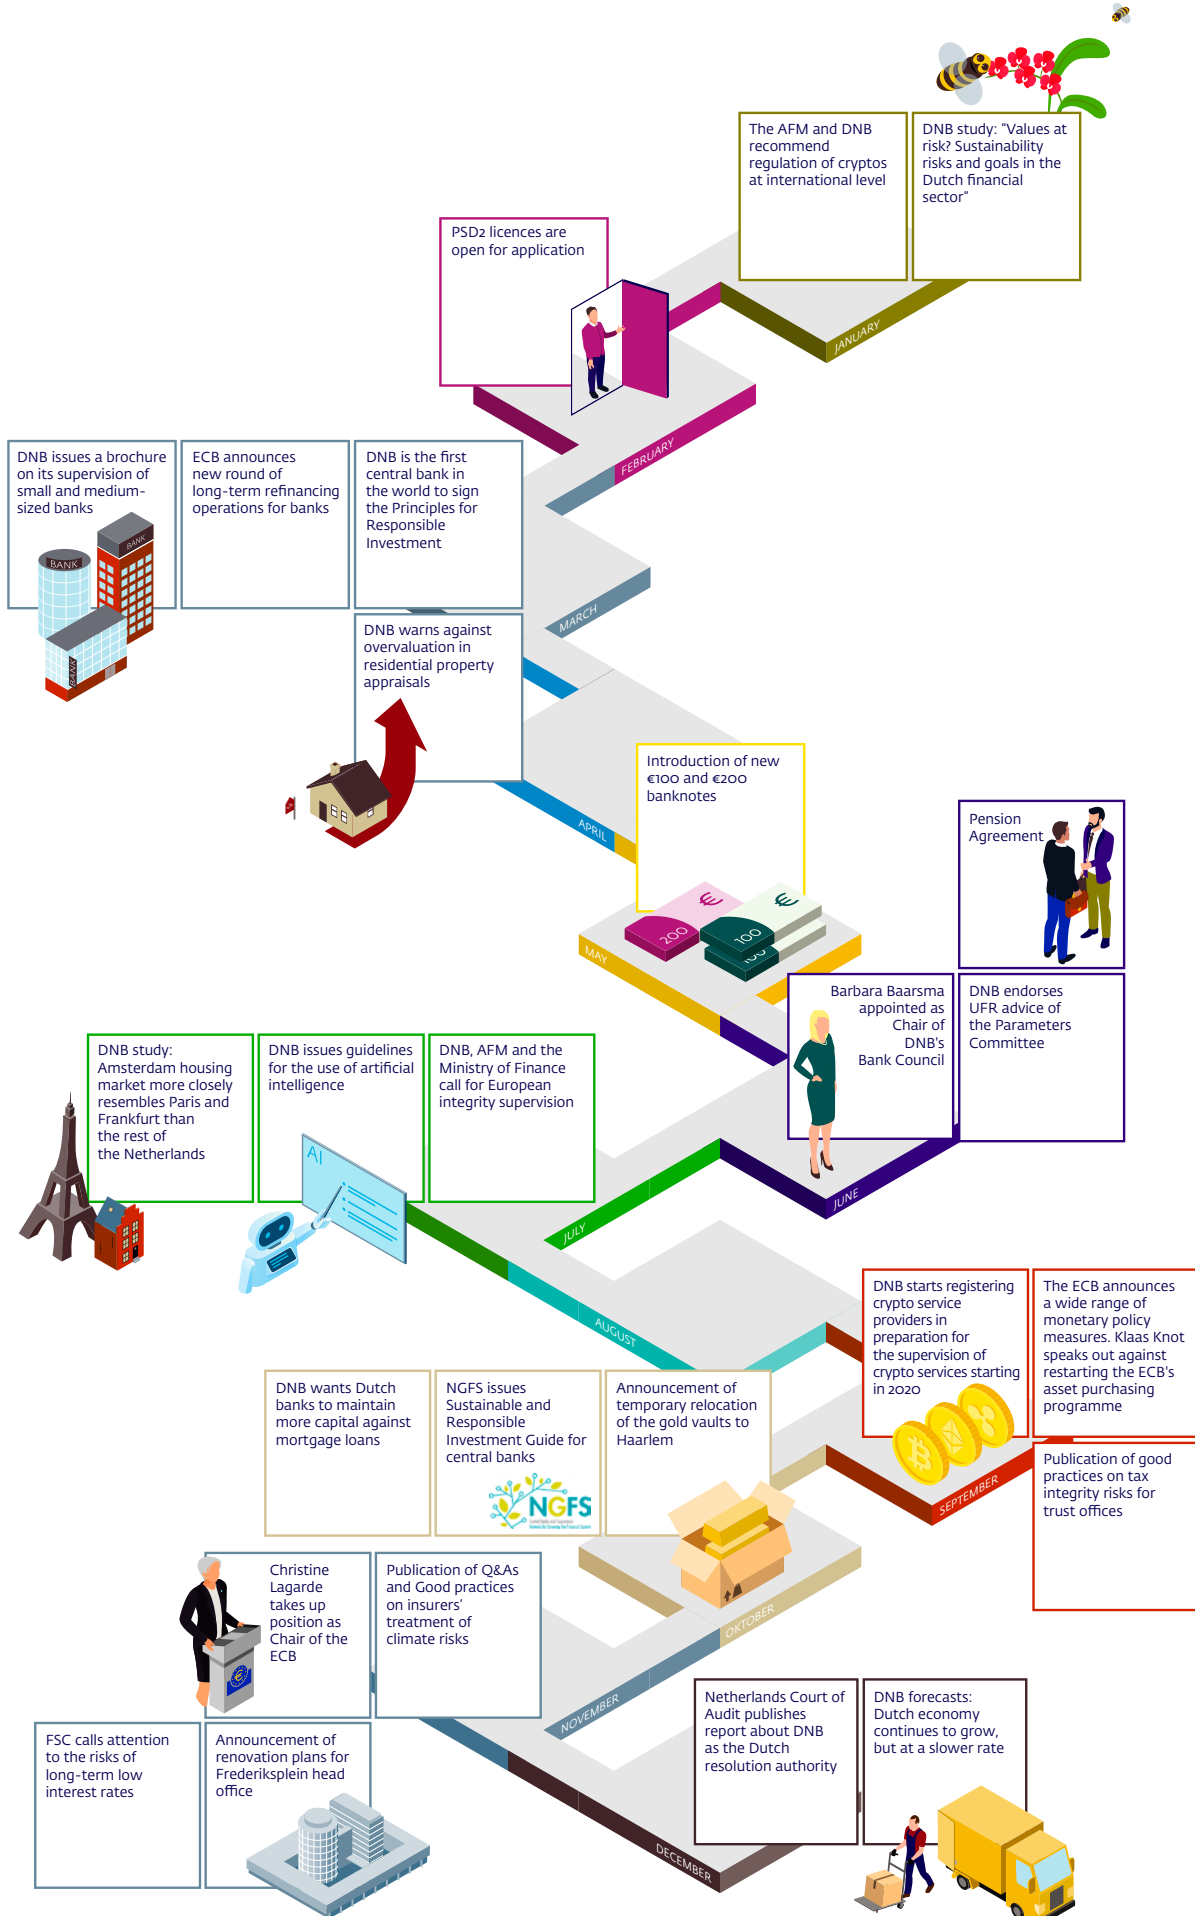 The AFM and DNB
recommend
regulation of cryptos
at international level
DNB study: “Values at
risk? Sustainability
risks and goals in the
Dutch financial
sector”
JANUARY
PSD2 licences are
open for application
FEBRUARY
DNB issues a brochure
on its supervision of
small and medium-
sized banks
BANK
BANK
BANK
ECB announces
new round of
long-term refinancing
operations for banks
DNB is the first
central bank in
the world to sign
the Principles for
Responsible
Investment
MARCH
DNB warns against
overvaluation in
residential property
appraisals
APRIL
Introduction of new
€100 and €200
banknotes
€
€
200
100
100
MAY
Pension
Agreement
Barbara Baarsma
appointed as
Chair of
DNB's
Bank Council
DNB endorses
UFR advice of
the Parameters
Committee
JUNE
DNB study:
Amsterdam housing
market more closely
resembles Paris and
Frankfurt than
the rest of
the Netherlands
DNB issues guidelines
for the use of artificial
intelligence
AI
DNB, AFM and the
Ministry of Finance
call for European
integrity supervision
JULY
AUGUST
DNB starts registering
crypto service
providers in
preparation for
the supervision of
crypto services starting
in 2020
The ECB announces
a wide range of
monetary policy
measures. Klaas Knot
speaks out against
restarting the ECB's
asset purchasing
programme
Publication of good
practices on tax
integrity risks for
trust offices
SEPTEMBER
DNB wants Dutch
banks to maintain
more capital against
mortgage loans
NGFS issues
Sustainable and
Responsible
Investment Guide for
central banks
NGFS
Announcement of
temporary relocation
of the gold vaults to
Haarlem
OKTOBER
Christine
Lagarde
takes up
position as
Chair of the
ECB
Publication of Q&As
and Good practices
on insurers'
treatment of
climate risks
NOVEMBER
FSC calls attention
to the risks of
long-term low
interest rates
Announcement of
renovation plans for
Frederiksplein head
office
Netherlands Court of
Audit publishes
report about DNB
as the Dutch
resolution authority
DNB forecasts:
Dutch economy
continues to grow,
but at a slower rate
DECEMBER